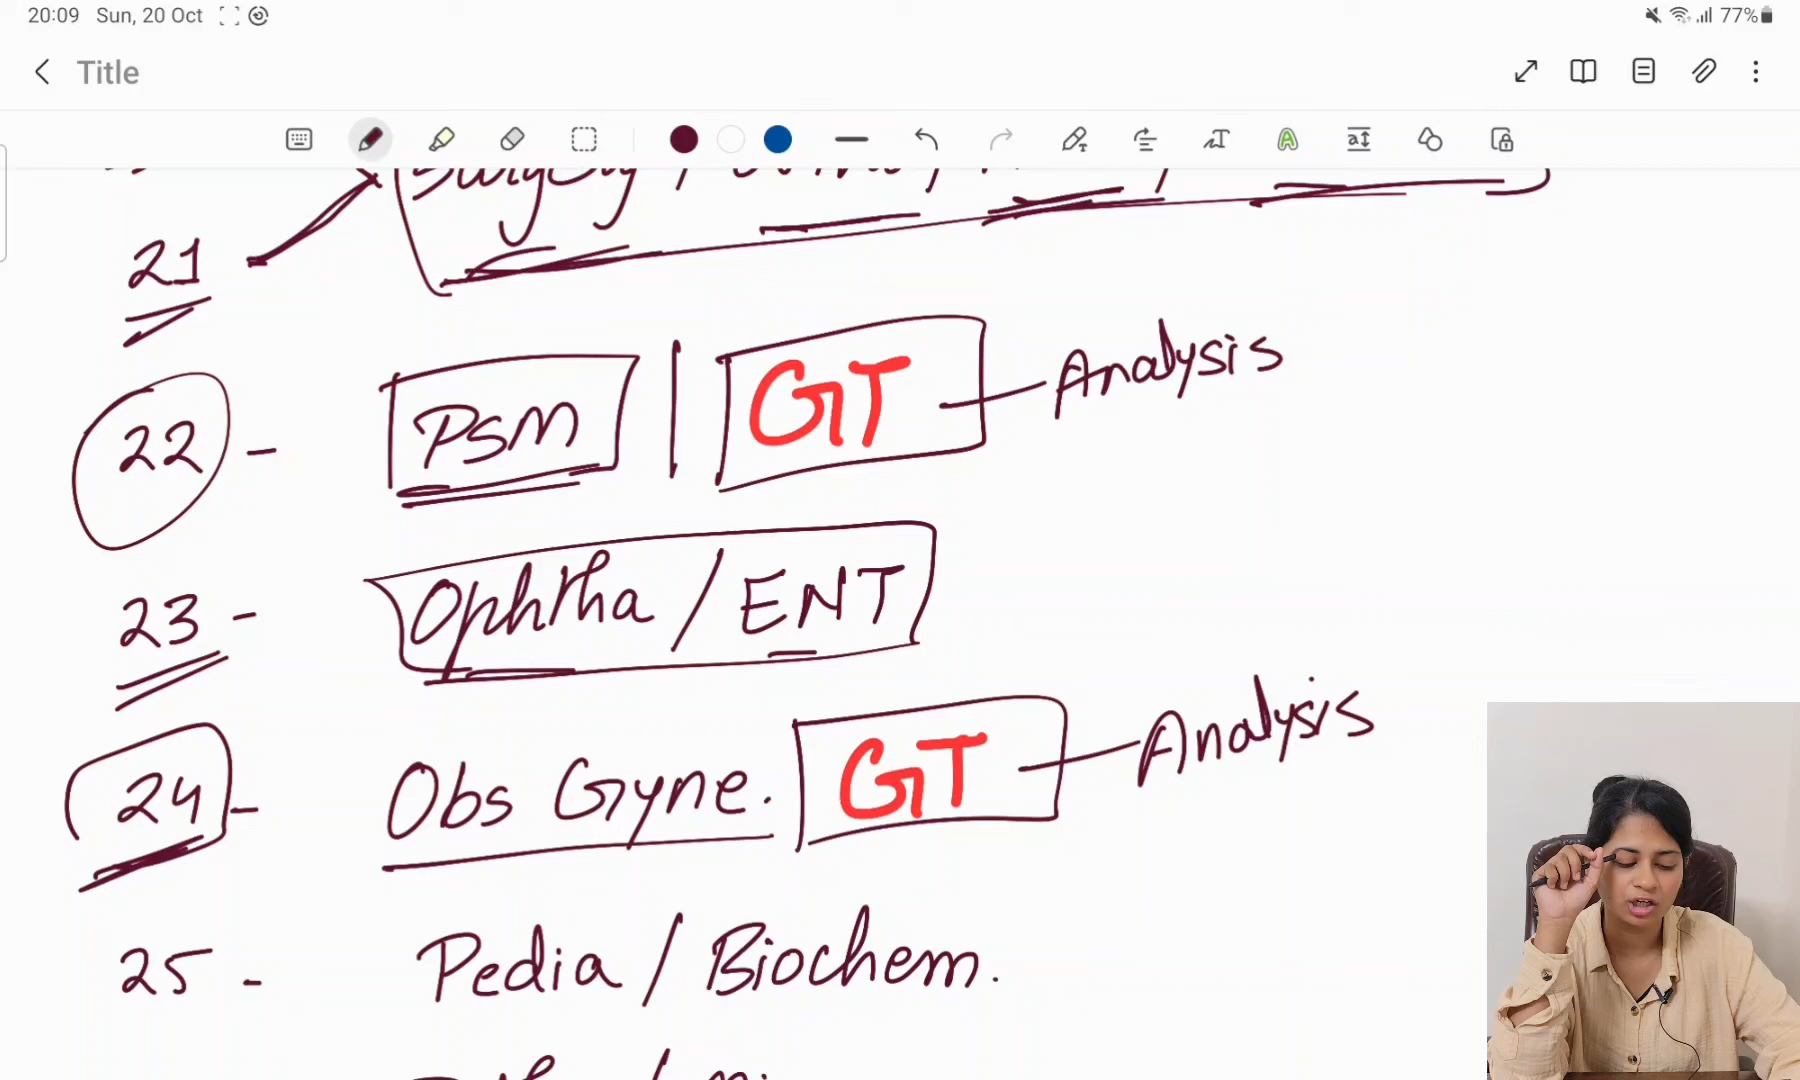 20:09 Sun, 20 Oct 77%
Title
21
22 - PSM | GT - Analysis
23 - Ophtha / ENT
24 - Obs Gyne. GT - Analysis
25 - Pedia / Biochem.